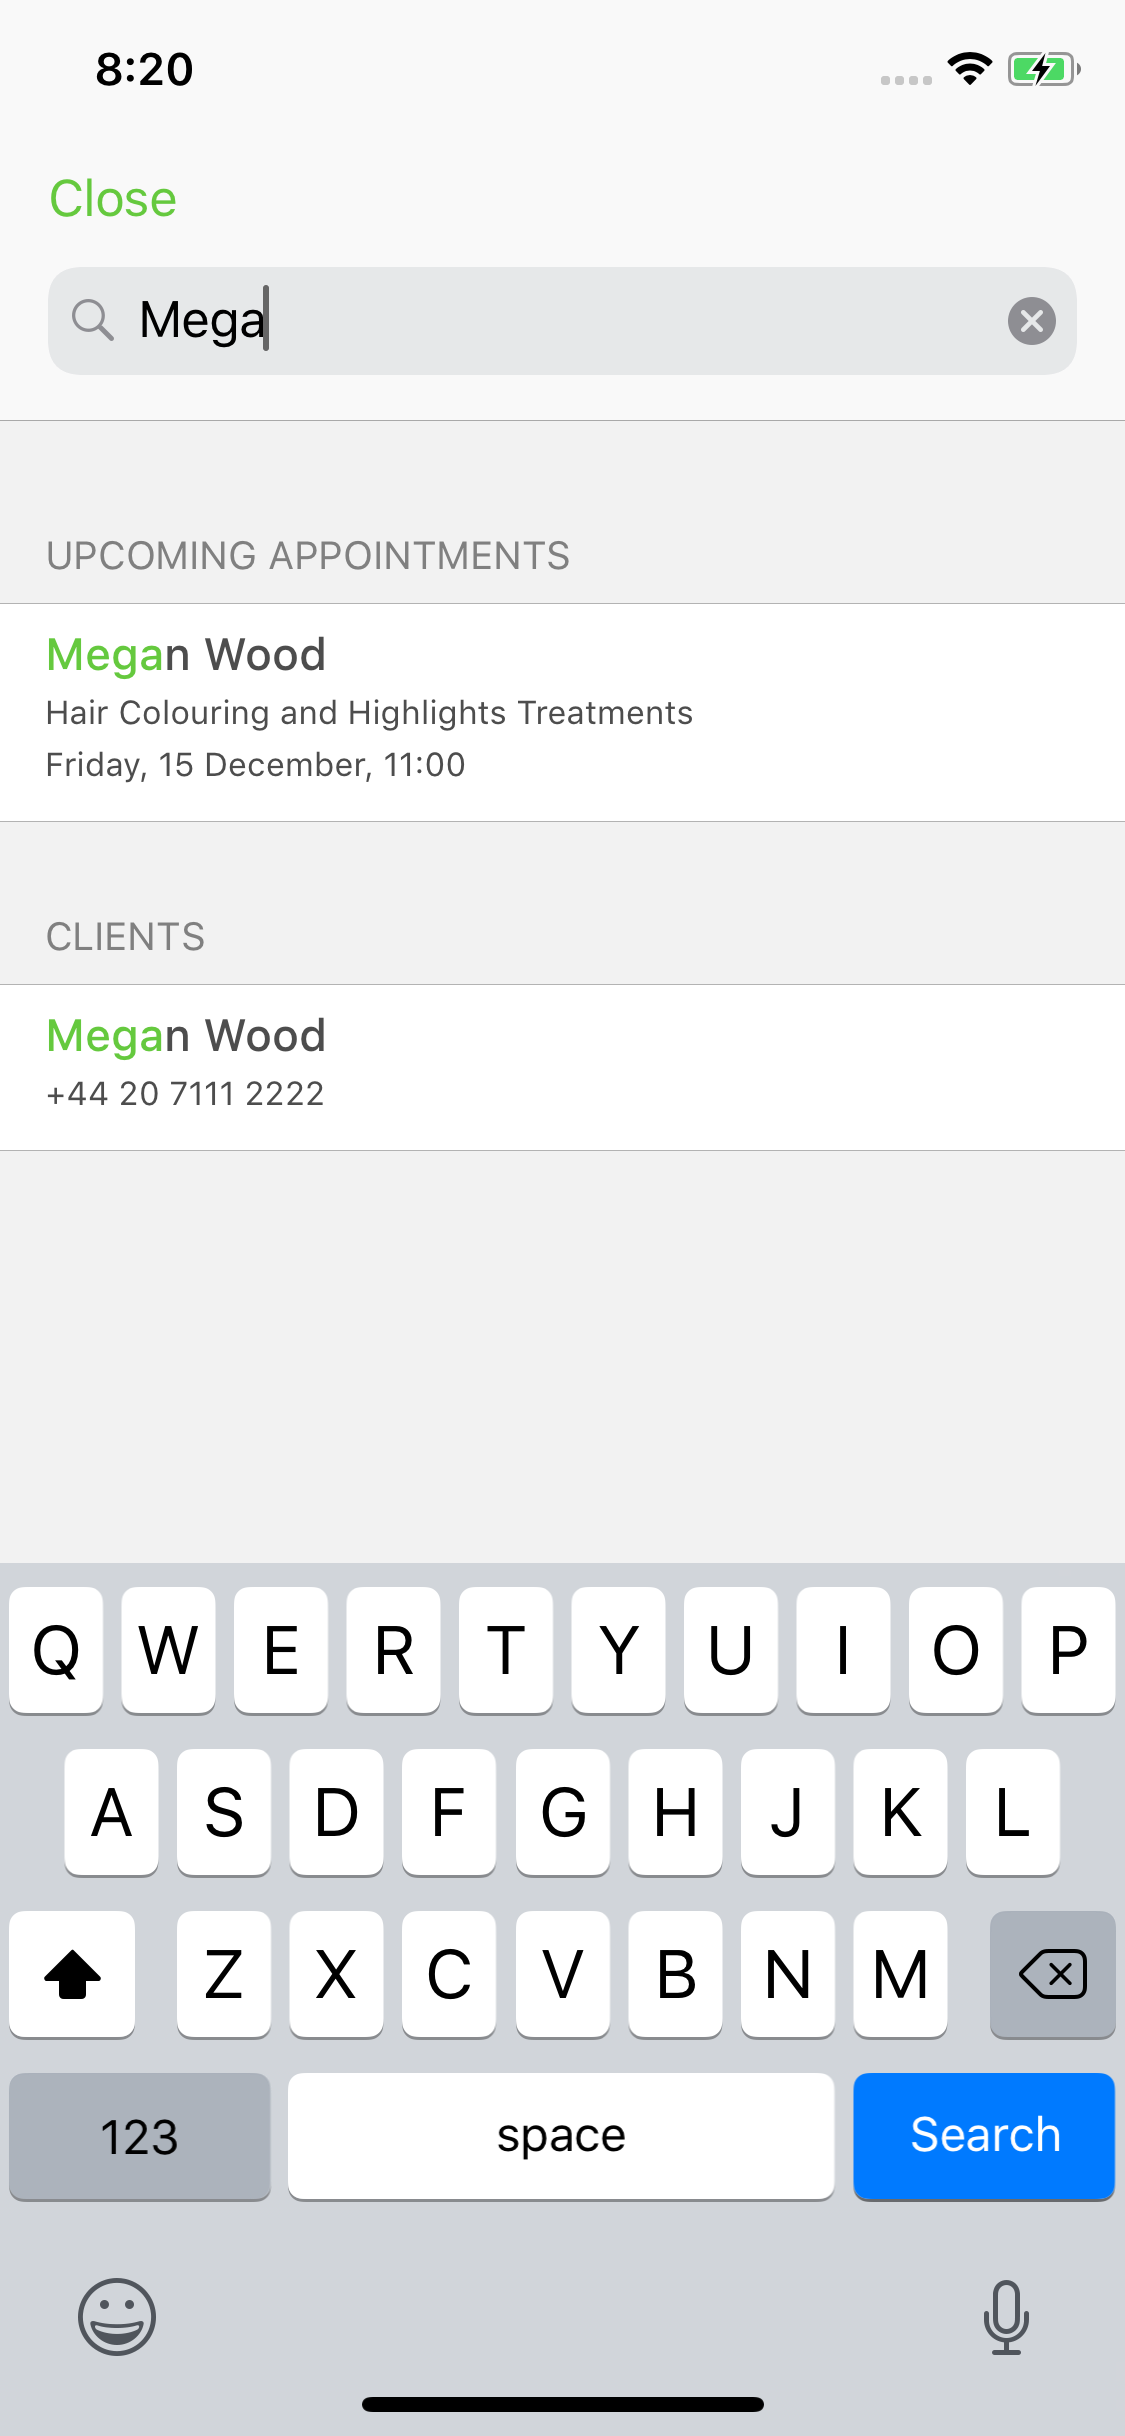 8:20
Close
Mega
UPCOMING APPOINTMENTS
Megan Wood
Hair Colouring and Highlights Treatments
Friday, 15 December, 11:00
CLIENTS
Megan Wood
+44 20 7111 2222
Q W E R T Y U I O P
A S D F G H J K L
Z X C V B N M
123 space Search